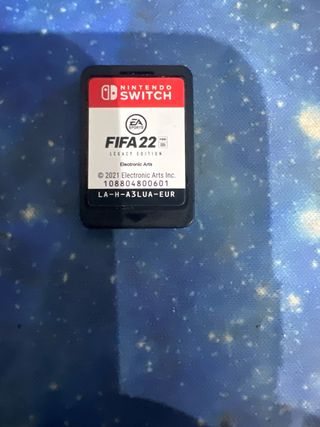 NINTENDO
SWITCH
EA
SPORTS
FIFA 22
LEGACY EDITION
Electronic Arts
© 2021 Electronic Arts Inc.
108804800601
LA-H-A3LUA-EUR